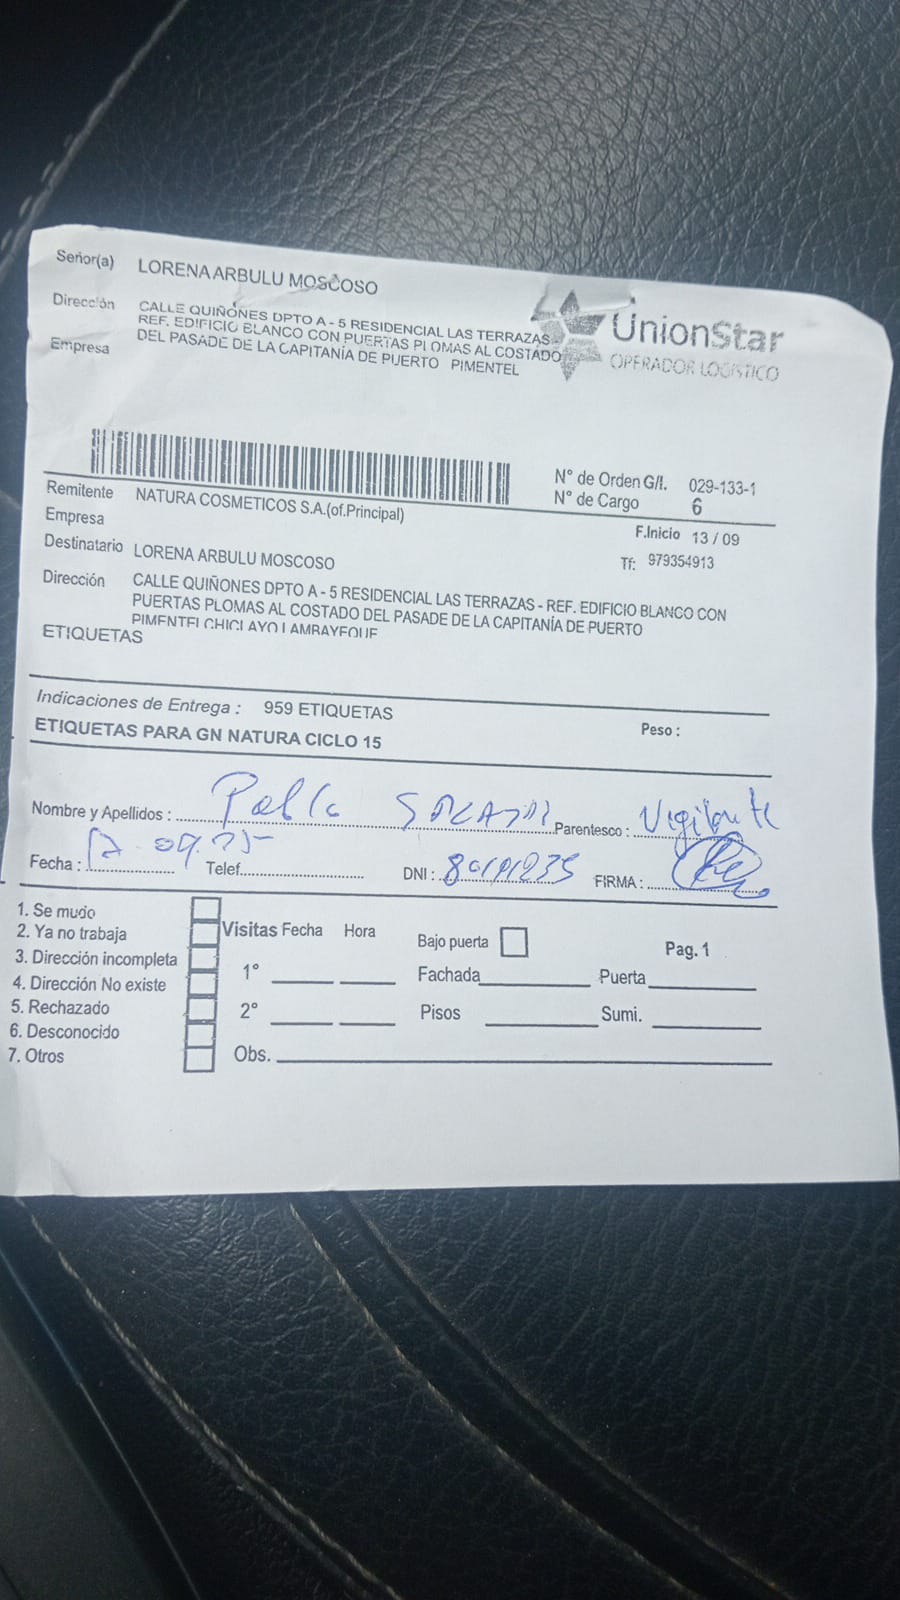 Señor(a) LORENA ARBULU MOSCOSO
Dirección CALLE QUIÑONES DPTO A - 5 RESIDENCIAL LAS TERRAZAS -
REF. EDIFICIO BLANCO CON PUERTAS PLOMAS AL COSTADO
Empresa DEL PASADE DE LA CAPITANÍA DE PUERTO PIMENTEL
UnionStar
OPERADOR LOGÍSTICO
N° de Orden G/I. 029-133-1
N° de Cargo 6
Remitente NATURA COSMETICOS S.A.(of.Principal)
Empresa
F.Inicio 13 / 09
Destinatario LORENA ARBULU MOSCOSO
Tf: 979354913
Dirección CALLE QUIÑONES DPTO A - 5 RESIDENCIAL LAS TERRAZAS - REF. EDIFICIO BLANCO CON
PUERTAS PLOMAS AL COSTADO DEL PASADE DE LA CAPITANÍA DE PUERTO
PIMENTEL CHICLAYO LAMBAYEQUE
ETIQUETAS
Indicaciones de Entrega : 959 ETIQUETAS
Peso :
ETIQUETAS PARA GN NATURA CICLO 15
Nombre y Apellidos : Pablo Parentesco : Vigilante
Fecha : Telef. DNI : FIRMA :
1. Se mudo
2. Ya no trabaja
3. Dirección incompleta
4. Dirección No existe
5. Rechazado
6. Desconocido
7. Otros
Visitas Fecha Hora
1°
2°
Obs.
Bajo puerta
Pag. 1
Fachada Puerta
Pisos Sumi.